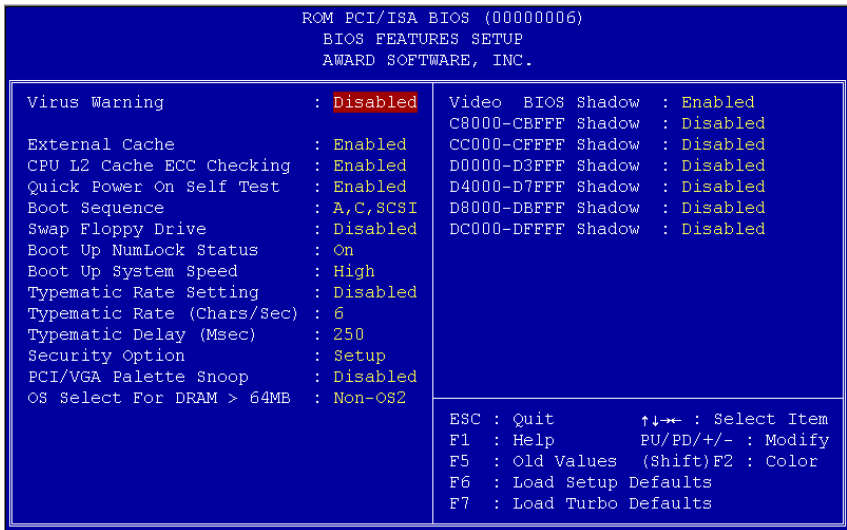 ROM PCI/ISA BIOS (00000006)
BIOS FEATURES SETUP
AWARD SOFTWARE, INC.
Virus Warning : Disabled
External Cache : Enabled
CPU L2 Cache ECC Checking : Enabled
Quick Power On Self Test : Enabled
Boot Sequence : A,C,SCSI
Swap Floppy Drive : Disabled
Boot Up NumLock Status : On
Boot Up System Speed : High
Typematic Rate Setting : Disabled
Typematic Rate (Chars/Sec) : 6
Typematic Delay (Msec) : 250
Security Option : Setup
PCI/VGA Palette Snoop : Disabled
OS Select For DRAM > 64MB : Non-OS2
Video BIOS Shadow : Enabled
C8000-CBFFF Shadow : Disabled
CC000-CFFFF Shadow : Disabled
D0000-D3FFF Shadow : Disabled
D4000-D7FFF Shadow : Disabled
D8000-DBFFF Shadow : Disabled
DC000-DFFFF Shadow : Disabled
ESC : Quit ↑↓→← : Select Item
F1 : Help PU/PD/+/- : Modify
F5 : Old Values (Shift)F2 : Color
F6 : Load Setup Defaults
F7 : Load Turbo Defaults